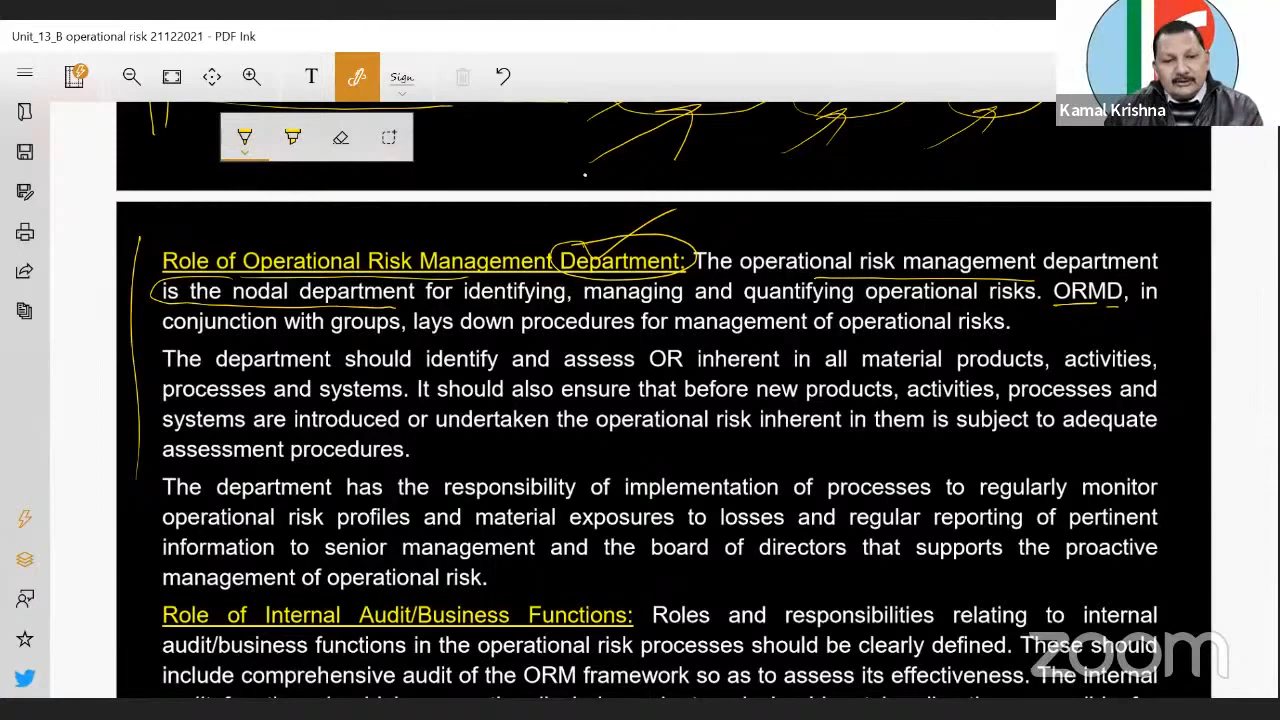 Unit_13_B operational risk 21122021 - PDF Ink
T
Sign
Kamal Krishna
Role of Operational Risk Management Department: The operational risk management department
is the nodal department for identifying, managing and quantifying operational risks. ORMD, in
conjunction with groups, lays down procedures for management of operational risks.
The department should identify and assess OR inherent in all material products, activities,
processes and systems. It should also ensure that before new products, activities, processes and
systems are introduced or undertaken the operational risk inherent in them is subject to adequate
assessment procedures.
The department has the responsibility of implementation of processes to regularly monitor
operational risk profiles and material exposures to losses and regular reporting of pertinent
information to senior management and the board of directors that supports the proactive
management of operational risk.
Role of Internal Audit/Business Functions: Roles and responsibilities relating to internal
audit/business functions in the operational risk processes should be clearly defined. These should
include comprehensive audit of the ORM framework so as to assess its effectiveness. The internal
zoom